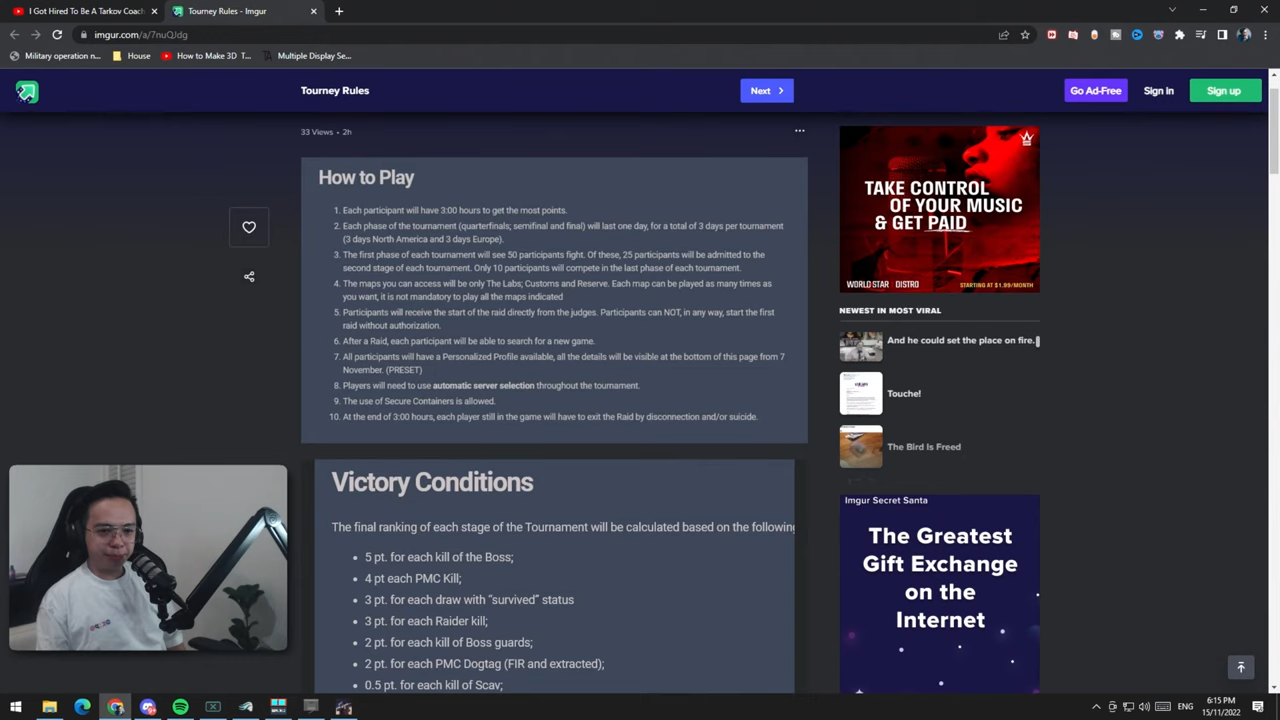 I Got Hired To Be A Tarkov Coach
Tourney Rules - Imgur
imgur.com/a/7nuQJdg
Military operation n...
House
How to Make 3D T...
Multiple Display Se...
Tourney Rules
Next
Go Ad-Free
Sign in
Sign up
33 Views • 2h
How to Play
1. Each participant will have 3:00 hours to get the most points.
2. Each phase of the tournament (quarterfinals; semifinal and final) will last one day, for a total of 3 days per tournament
(3 days North America and 3 days Europe).
3. The first phase of each tournament will see 50 participants fight. Of these, 25 participants will be admitted to the
second stage of each tournament. Only 10 participants will compete in the last phase of each tournament.
4. The maps you can access will be only The Labs; Customs and Reserve. Each map can be played as many times as
you want, it is not mandatory to play all the maps indicated
5. Participants will receive the start of the raid directly from the judges. Participants can NOT, in any way, start the first
raid without authorization.
6. After a Raid, each participant will be able to search for a new game.
7. All participants will have a Personalized Profile available, all the details will be visible at the bottom of this page from 7
November. (PRESET)
8. Players will need to use automatic server selection throughout the tournament.
9. The use of Secure Containers is allowed.
10. At the end of 3:00 hours, each player still in the game will have to exit the Raid by disconnection and/or suicide.
Victory Conditions
The final ranking of each stage of the Tournament will be calculated based on the following
• 5 pt. for each kill of the Boss;
• 4 pt each PMC Kill;
• 3 pt. for each draw with “survived” status
• 3 pt. for each Raider kill;
• 2 pt. for each kill of Boss guards;
• 2 pt. for each PMC Dogtag (FIR and extracted);
• 0.5 pt. for each kill of Scav;
TAKE CONTROL
OF YOUR MUSIC
& GET PAID
WORLD STAR DISTRO
STARTING AT $1.99/MONTH
NEWEST IN MOST VIRAL
And he could set the place on fire.
Touche!
The Bird Is Freed
Imgur Secret Santa
The Greatest
Gift Exchange
on the
Internet
ENG
6:15 PM
15/11/2022